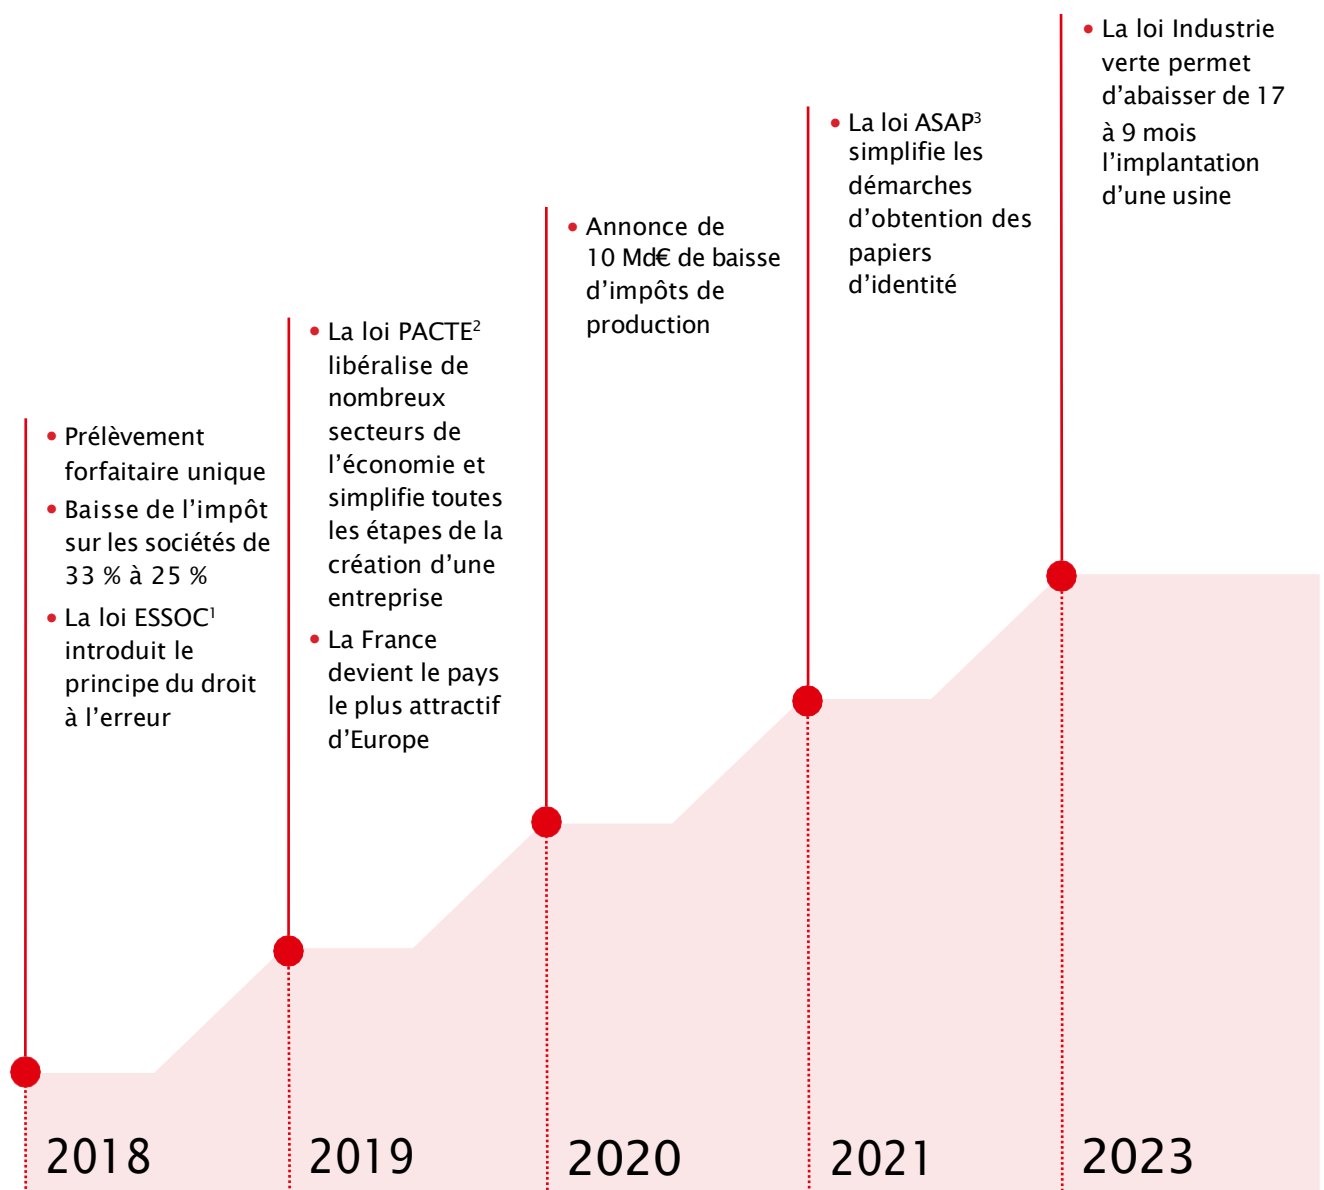 • Prélèvement
forfaitaire unique
• Baisse de l’impôt
sur les sociétés de
33 % à 25 %
• La loi ESSOC¹
introduit le
principe du droit
à l’erreur
• La loi PACTE²
libéralise de
nombreux
secteurs de
l’économie et
simplifie toutes
les étapes de la
création d’une
entreprise
• La France
devient le pays
le plus attractif
d’Europe
• Annonce de
10 Md€ de baisse
d’impôts de
production
• La loi ASAP³
simplifie les
démarches
d’obtention des
papiers
d’identité
• La loi Industrie
verte permet
d’abaisser de 17
à 9 mois
l’implantation
d’une usine
2018
2019
2020
2021
2023